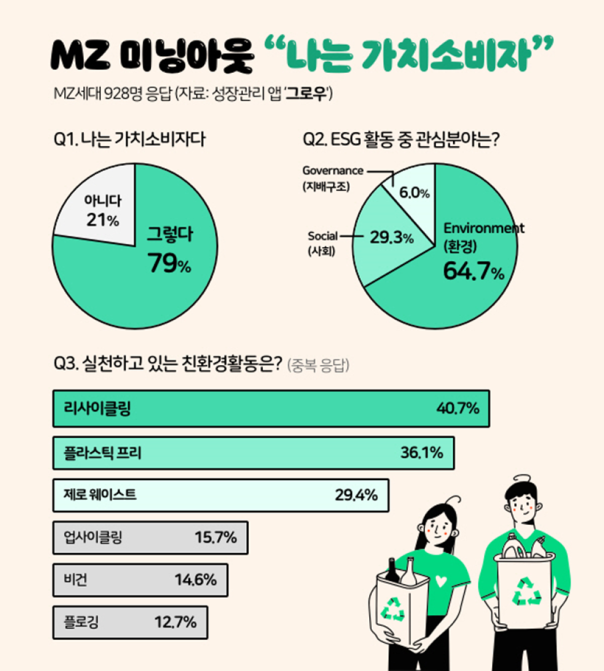 MZ 미닝아웃 “나는 가치소비자”
MZ세대 928명 응답 (자료: 성장관리 앱 ‘그로우’)
Q1. 나는 가치소비자다
아니다
21%
그렇다
79%
Q2. ESG 활동 중 관심분야는?
Governance
(지배구조)
6.0%
Social
(사회)
29.3%
Environment
(환경)
64.7%
Q3. 실천하고 있는 친환경활동은? (중복 응답)
리사이클링 40.7%
플라스틱 프리 36.1%
제로 웨이스트 29.4%
업사이클링 15.7%
비건 14.6%
플로깅 12.7%